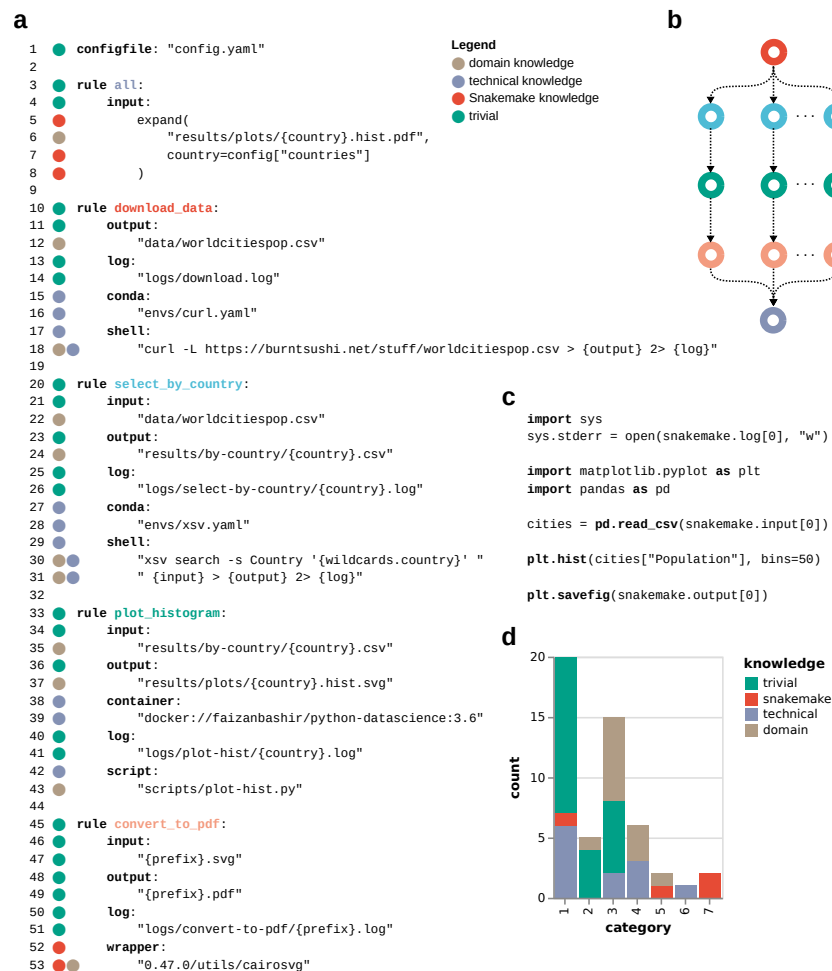 a
1 configfile: "config.yaml"
2
3 rule all:
4 input:
5 expand(
6 "results/plots/{country}.hist.pdf",
7 country=config["countries"]
8 )
9
10 rule download_data:
11 output:
12 "data/worldcitiespop.csv"
13 log:
14 "logs/download.log"
15 conda:
16 "envs/curl.yaml"
17 shell:
18 "curl -L https://burntsushi.net/stuff/worldcitiespop.csv > {output} 2> {log}"
19
20 rule select_by_country:
21 input:
22 "data/worldcitiespop.csv"
23 output:
24 "results/by-country/{country}.csv"
25 log:
26 "logs/select-by-country/{country}.log"
27 conda:
28 "envs/xsv.yaml"
29 shell:
30 "xsv search -s Country '{wildcards.country}' "
31 " {input} > {output} 2> {log}"
32
33 rule plot_histogram:
34 input:
35 "results/by-country/{country}.csv"
36 output:
37 "results/plots/{country}.hist.svg"
38 container:
39 "docker://faizanbashir/python-datascience:3.6"
40 log:
41 "logs/plot-hist/{country}.log"
42 script:
43 "scripts/plot-hist.py"
44
45 rule convert_to_pdf:
46 input:
47 "{prefix}.svg"
48 output:
49 "{prefix}.pdf"
50 log:
51 "logs/convert-to-pdf/{prefix}.log"
52 wrapper:
53 "0.47.0/utils/cairosvg"
Legend
domain knowledge
technical knowledge
Snakemake knowledge
trivial
b
...
...
...
c
import sys
sys.stderr = open(snakemake.log[0], "w")
import matplotlib.pyplot as plt
import pandas as pd
cities = pd.read_csv(snakemake.input[0])
plt.hist(cities["Population"], bins=50)
plt.savefig(snakemake.output[0])
d
20
15
10
5
0
count
1 2 3 4 5 6 7
category
knowledge
trivial
snakemake
technical
domain